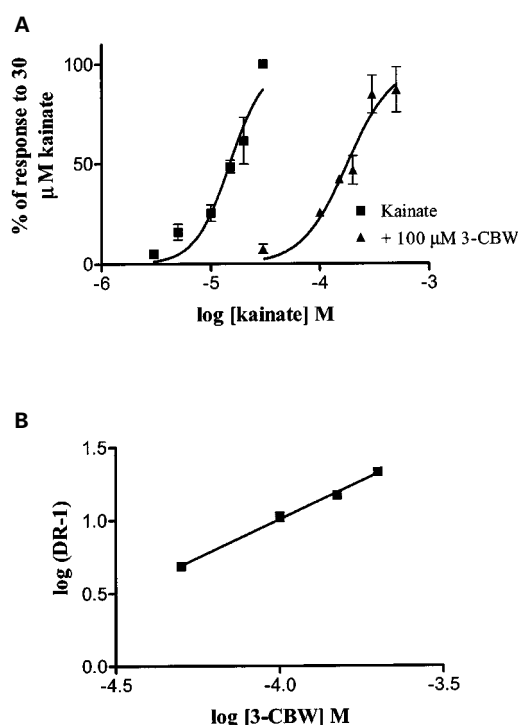 A
% of response to 30
μM kainate
100
50
0
-6
-5
-4
-3
log [kainate] M
Kainate
+ 100 μM 3-CBW
B
log (DR-1)
1.5
1.0
0.5
0.0
-4.5
-4.0
-3.5
log [3-CBW] M